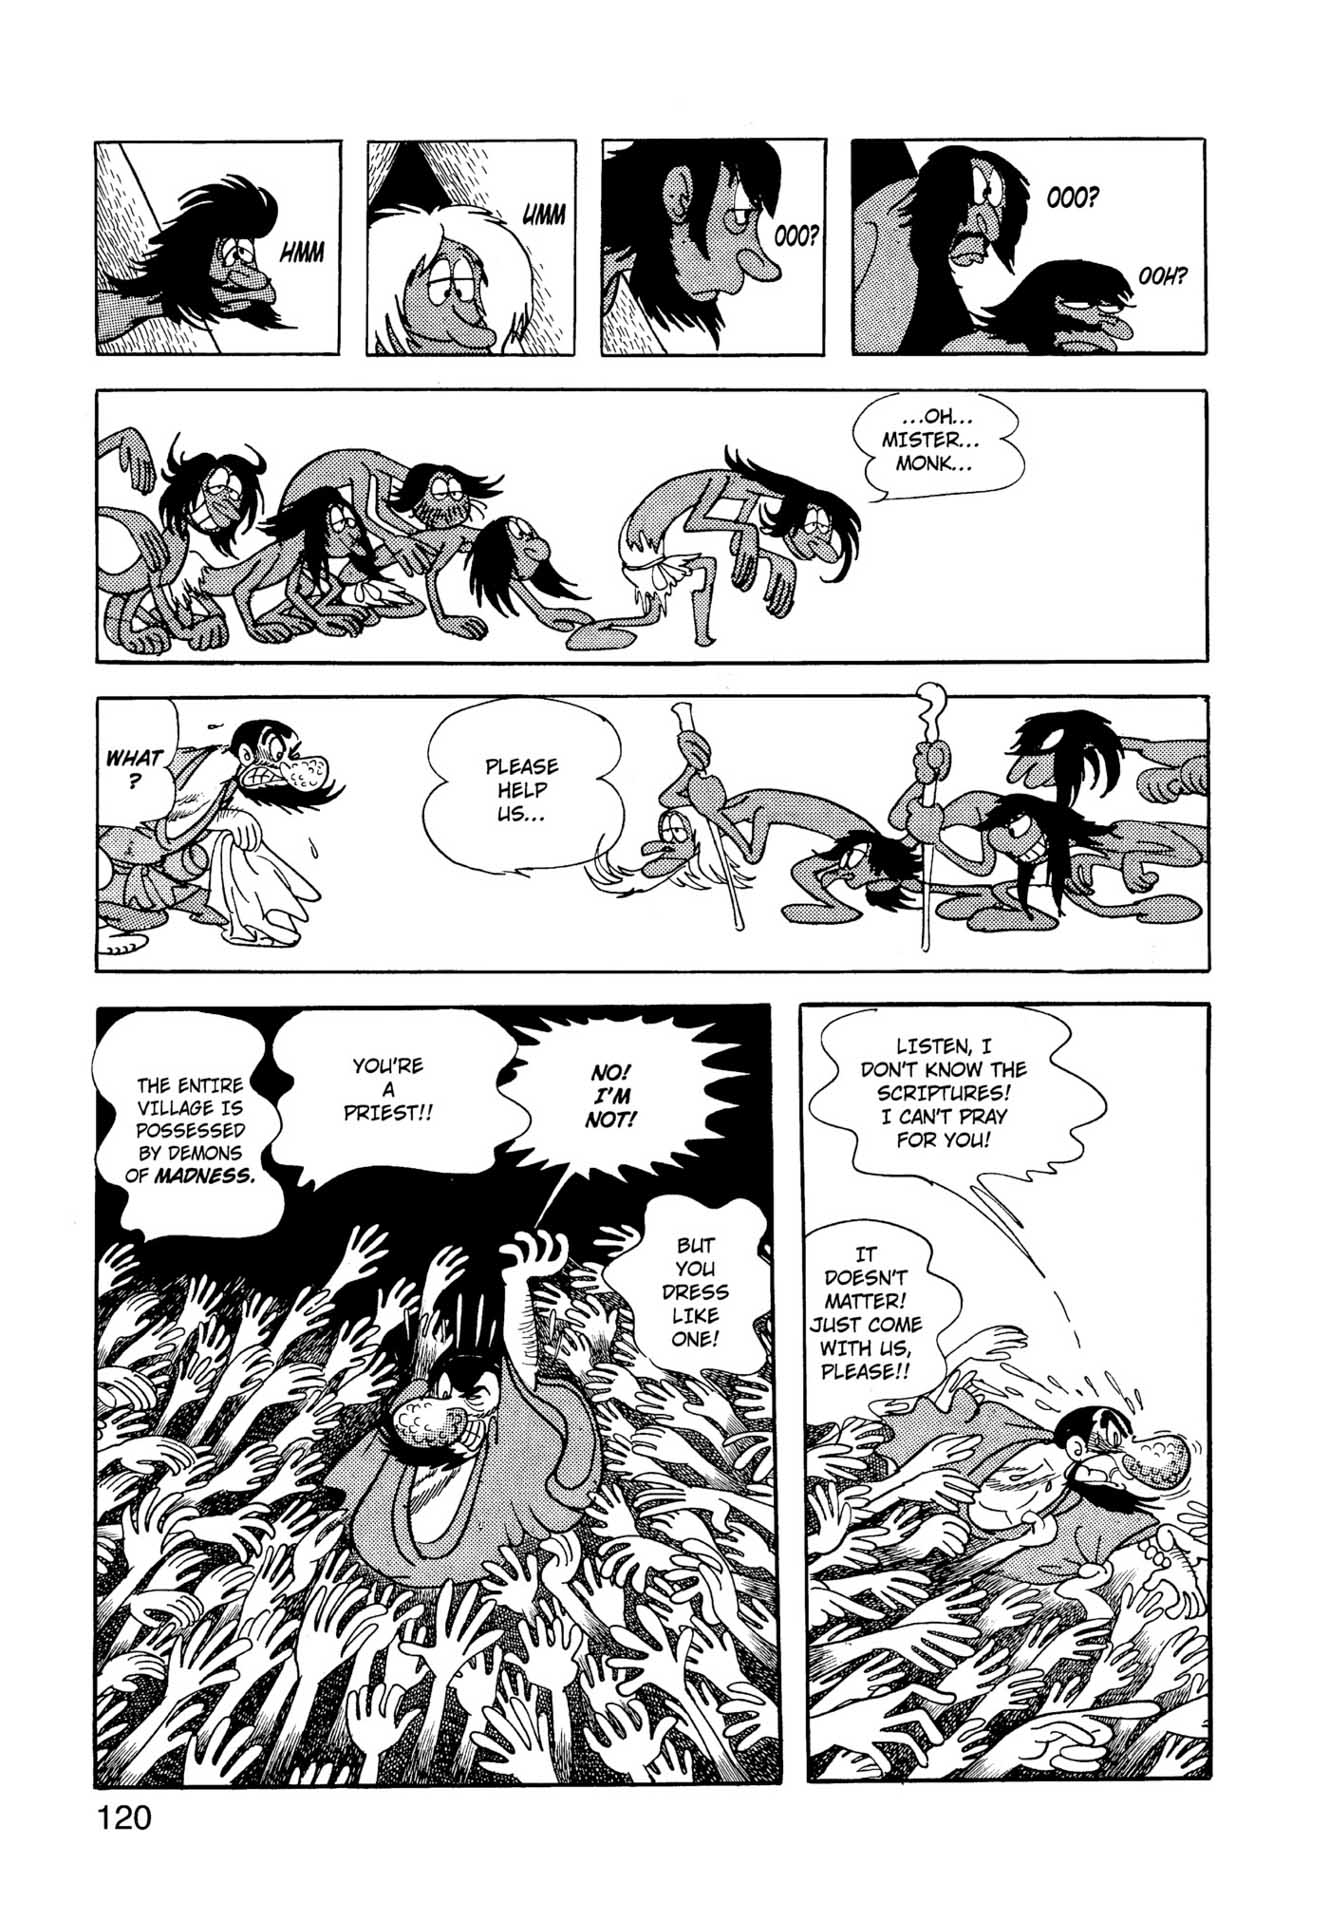 HMM
UMM
OOO?
OOO?
OOH?
...OH...
MISTER...
MONK...
WHAT
?
PLEASE
HELP
US...
THE ENTIRE
VILLAGE IS
POSSESSED
BY DEMONS
OF MADNESS.
YOU'RE
A
PRIEST!!
NO!
I'M
NOT!
BUT
YOU
DRESS
LIKE
ONE!
LISTEN, I
DON'T KNOW THE
SCRIPTURES!
I CAN'T PRAY
FOR YOU!
IT
DOESN'T
MATTER!
JUST COME
WITH US,
PLEASE!!
120